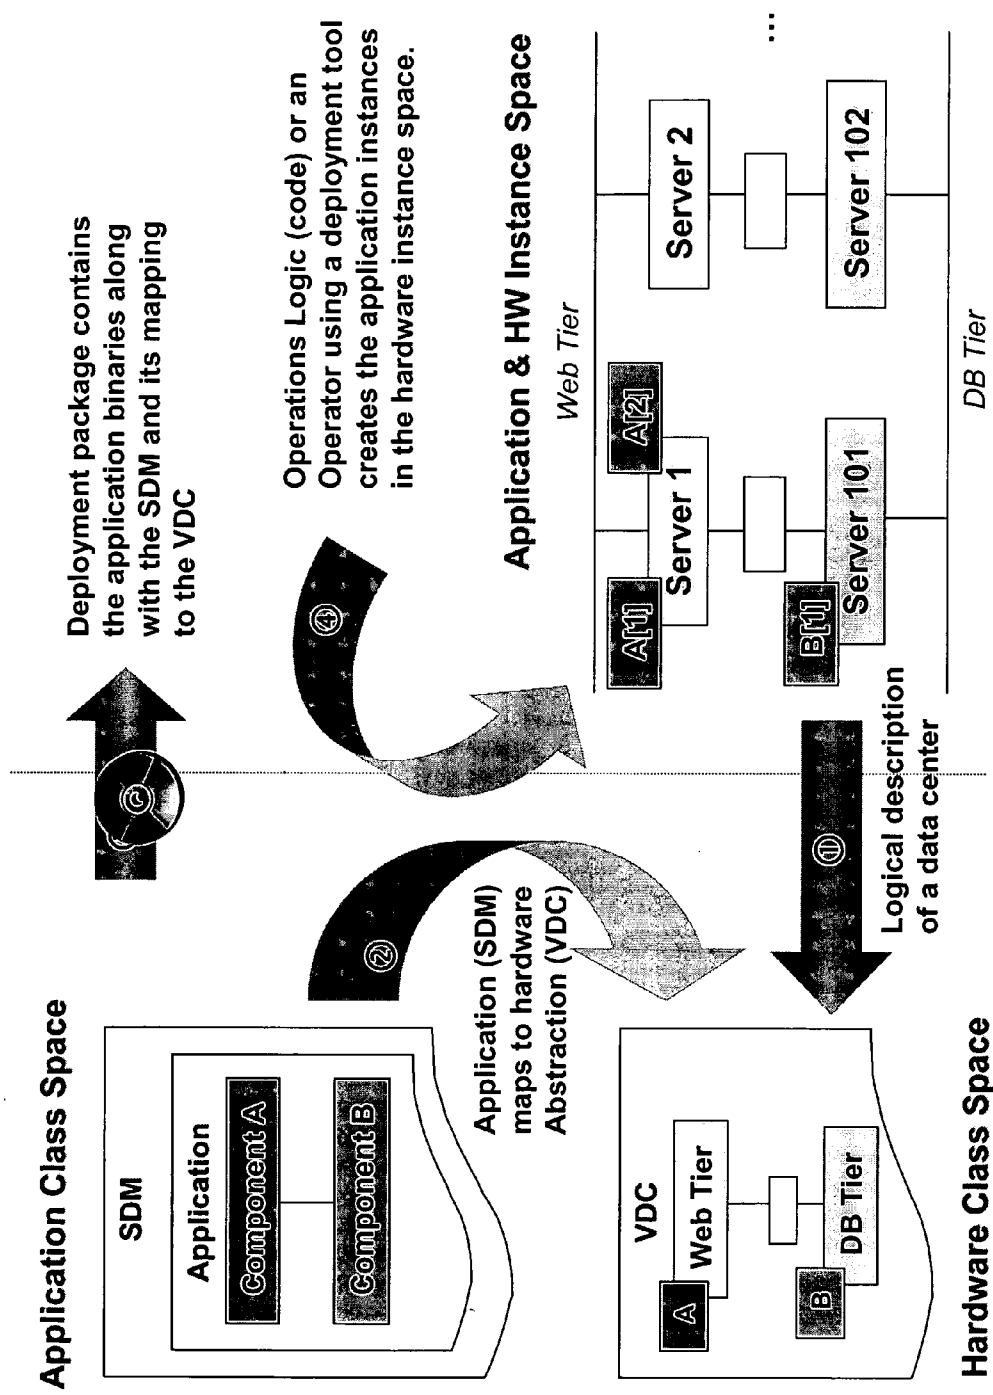 Application Class Space
SDM
Application
Component A
Component B
②
Application (SDM)
maps to hardware
Abstraction (VDC)
Deployment package contains
the application binaries along
with the SDM and its mapping
to the VDC
④
Operations Logic (code) or an
Operator using a deployment tool
creates the application instances
in the hardware instance space.
Application & HW Instance Space
Web Tier
A[1]
A[2]
Server 1
Server 2
...
B[1]
Server 101
Server 102
DB Tier
①
Logical description
of a data center
VDC
A
Web Tier
B
DB Tier
Hardware Class Space